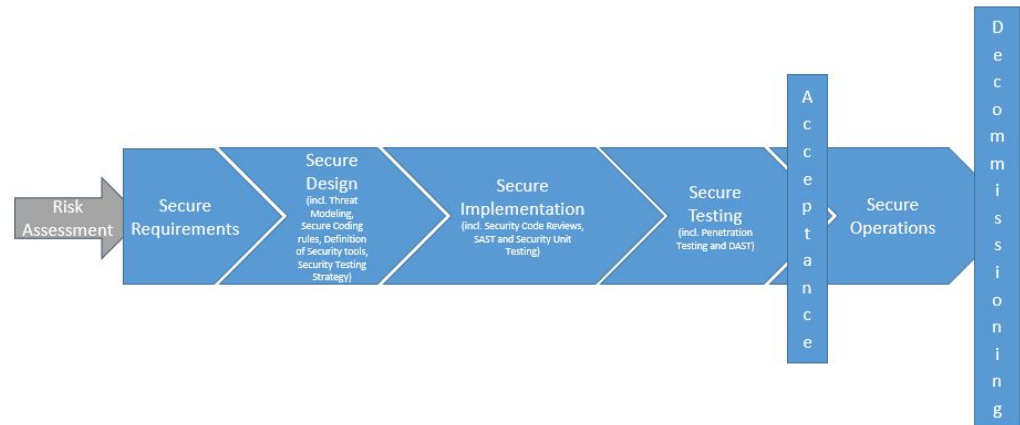 Risk
Assessment
Secure
Requirements
Secure
Design
(incl. Threat
Modeling,
Secure Coding
rules, Definition
of Security tools,
Security Testing
Strategy)
Secure
Implementation
(incl. Security Code Reviews,
SAST and Security Unit
Testing)
Secure
Testing
(incl. Penetration
Testing and DAST)
Acceptance
Secure
Operations
Decommissioning